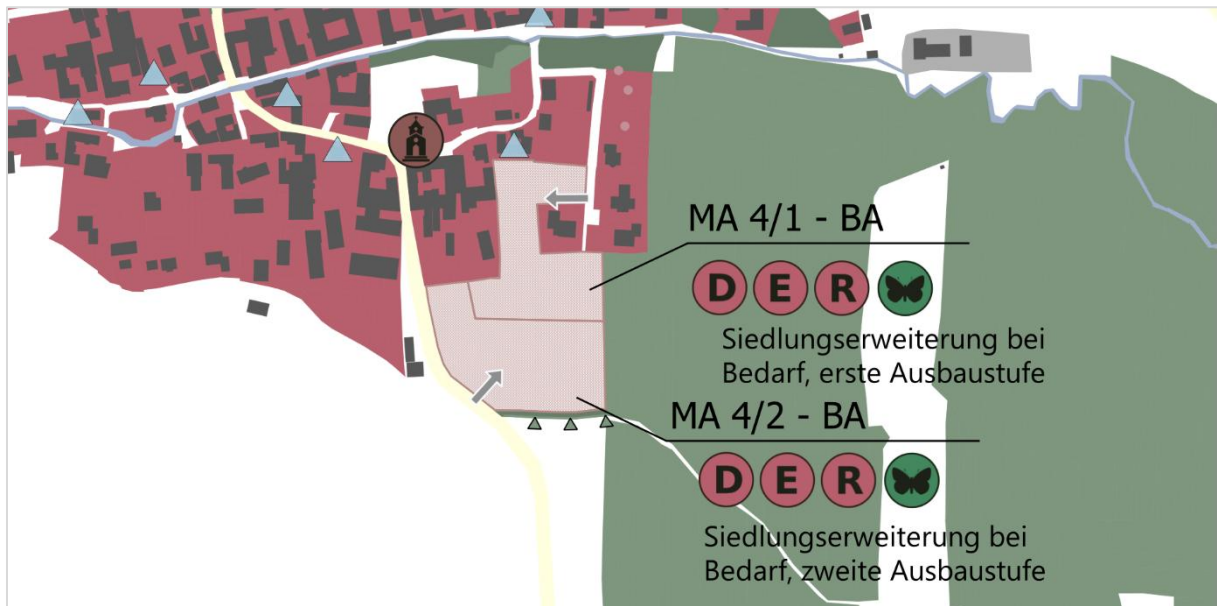 MA 4/1 - BA
D E R
Siedlungserweiterung bei
Bedarf, erste Ausbaustufe
MA 4/2 - BA
D E R
Siedlungserweiterung bei
Bedarf, zweite Ausbaustufe